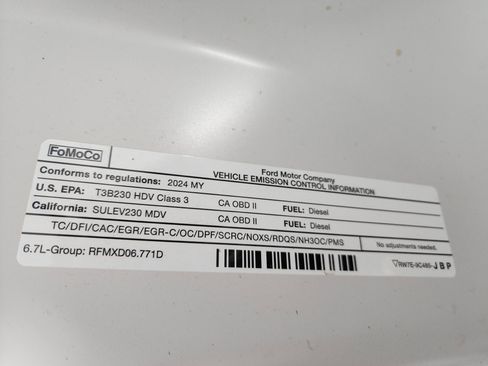 FoMoCo
Ford Motor Company
VEHICLE EMISSION CONTROL INFORMATION
Conforms to regulations: 2024 MY
U.S. EPA: T3B230 HDV Class 3 CA OBD II FUEL: Diesel
California: SULEV230 MDV CA OBD II FUEL: Diesel
TC/DFI/CAC/EGR/EGR-C/OC/DPF/SCRC/NOXS/RDQS/NH3OC/PMS
No adjustments needed.
6.7L-Group: RFMXD06.771D
▽RW7E-9C485-JBP